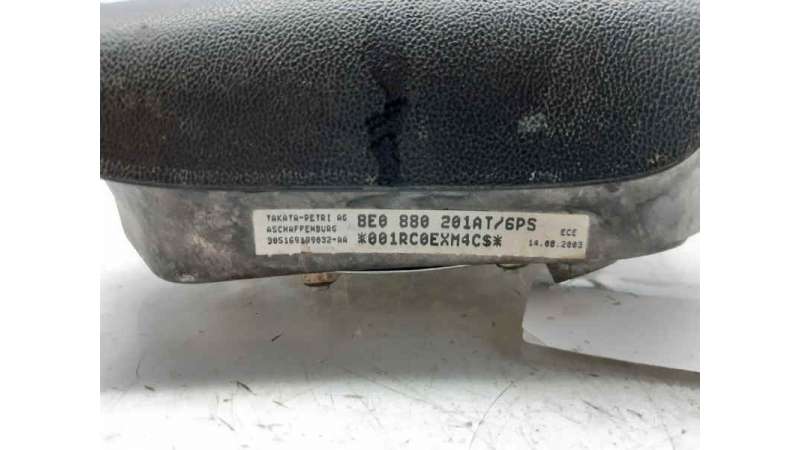 TAKATA-PETRI AG
ASCHAFFENBURG
8E0 880 201AT/6PS
*001RC0EXM4C$*
ECE
14.08.2003